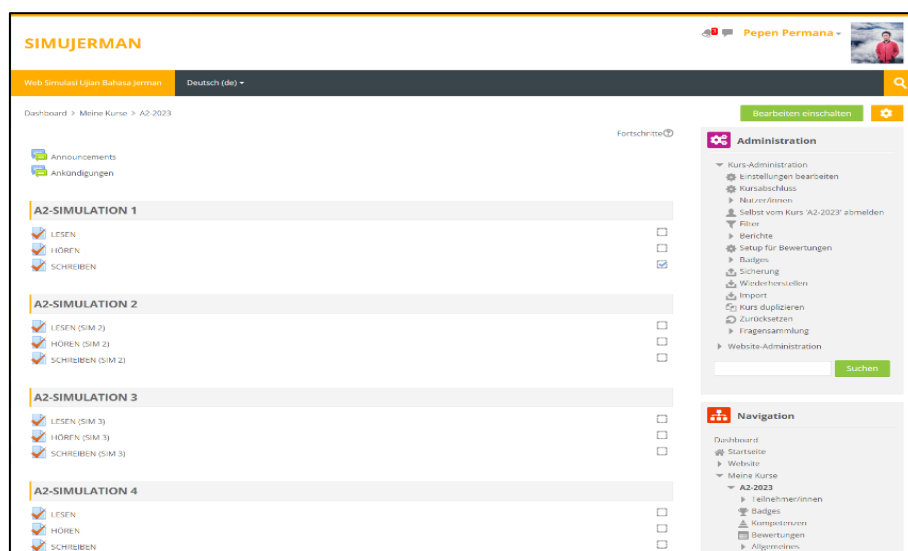 SIMUJERMAN
2
Pepen Permana
Web Simulasi Ujian Bahasa Jerman
Deutsch (de)
Dashboard > Meine Kurse > A2-2023
Bearbeiten einschalten
Fortschritte
Announcements
Ankündigungen
A2-SIMULATION 1
LESEN
HÖREN
SCHREIBEN
A2-SIMULATION 2
LESEN (SIM 2)
HÖREN (SIM 2)
SCHREIBEN (SIM 2)
A2-SIMULATION 3
LESEN (SIM 3)
HÖREN (SIM 3)
SCHREIBEN (SIM 3)
A2-SIMULATION 4
LESEN
HÖREN
SCHREIBEN
Administration
Kurs-Administration
Einstellungen bearbeiten
Kursabschluss
Nutzer/innen
Selbst vom Kurs 'A2-2023' abmelden
Filter
Berichte
Setup für Bewertungen
Badges
Sicherung
Wiederherstellen
Import
Kurs duplizieren
Zurücksetzen
Fragensammlung
Website-Administration
Suchen
Navigation
Dashboard
Startseite
Website
Meine Kurse
A2-2023
Teilnehmer/innen
Badges
Kompetenzen
Bewertungen
Allgemeines